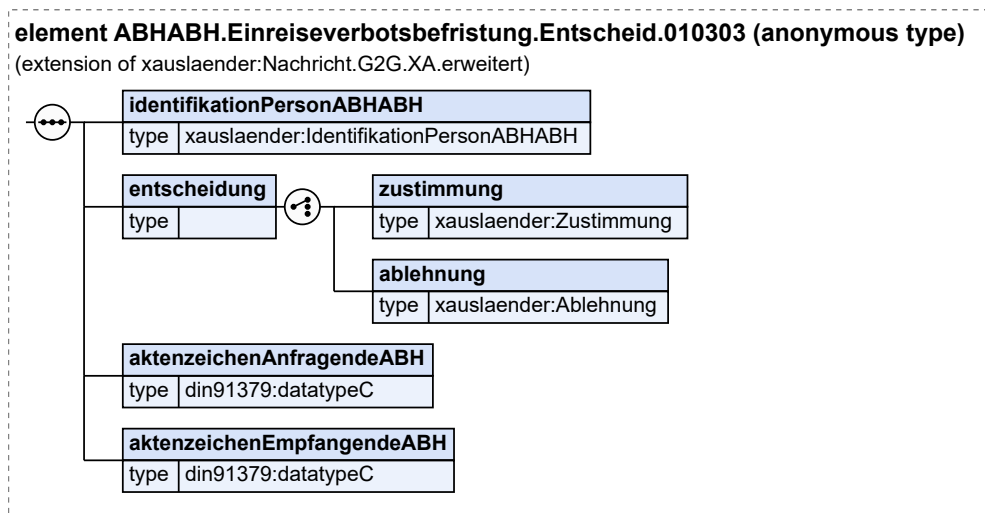 element ABHABH.Einreiseverbotsbefristung.Entscheid.010303 (anonymous type)
(extension of xauslaender:Nachricht.G2G.XA.erweitert)
identifikationPersonABHABH
type xauslaender:IdentifikationPersonABHABH
entscheidung
type
zustimmung
type xauslaender:Zustimmung
ablehnung
type xauslaender:Ablehnung
aktenzeichenAnfragendeABH
type din91379:datatypeC
aktenzeichenEmpfangendeABH
type din91379:datatypeC